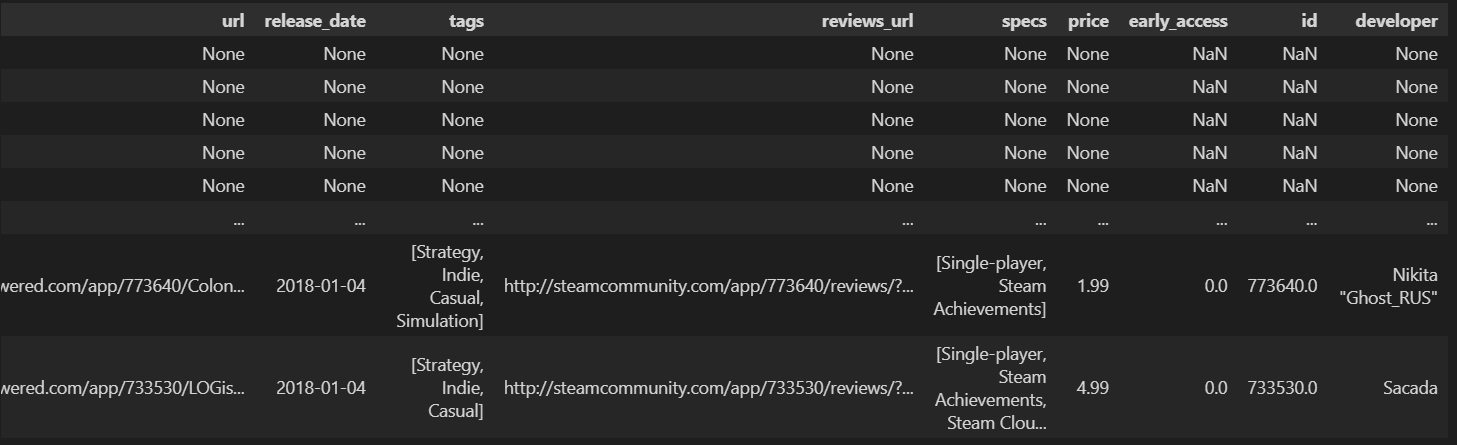 url release_date tags reviews_url specs price early_access id developer
None None None None None None NaN NaN None
None None None None None None NaN NaN None
None None None None None None NaN NaN None
None None None None None None NaN NaN None
None None None None None None NaN NaN None
... ... ... ... ... ... ... ... ...
wered.com/app/773640/Colon... 2018-01-04 [Strategy, Indie, Casual, Simulation] http://steamcommunity.com/app/773640/reviews/?... [Single-player, Steam Achievements] 1.99 0.0 773640.0 Nikita "Ghost_RUS"
wered.com/app/733530/LOGis... 2018-01-04 [Strategy, Indie, Casual] http://steamcommunity.com/app/733530/reviews/?... [Single-player, Steam Achievements, Steam Clou... 4.99 0.0 733530.0 Sacada